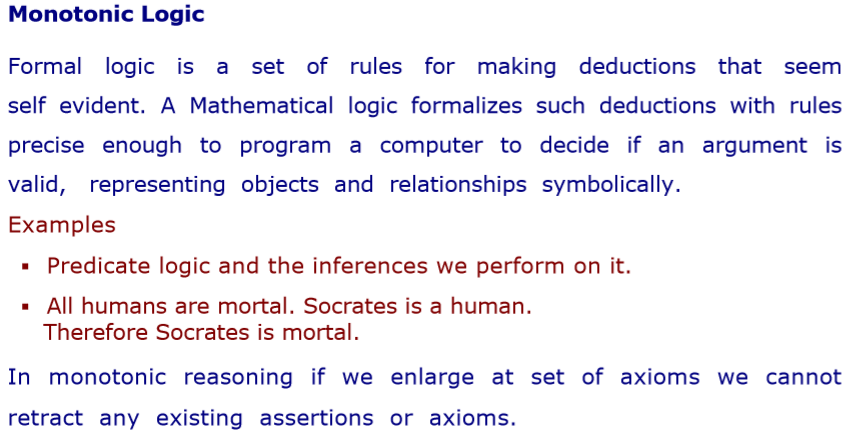 Monotonic Logic
Formal logic is a set of rules for making deductions that seem
self evident. A Mathematical logic formalizes such deductions with rules
precise enough to program a computer to decide if an argument is
valid, representing objects and relationships symbolically.
Examples
▪ Predicate logic and the inferences we perform on it.
▪ All humans are mortal. Socrates is a human.
Therefore Socrates is mortal.
In monotonic reasoning if we enlarge at set of axioms we cannot
retract any existing assertions or axioms.